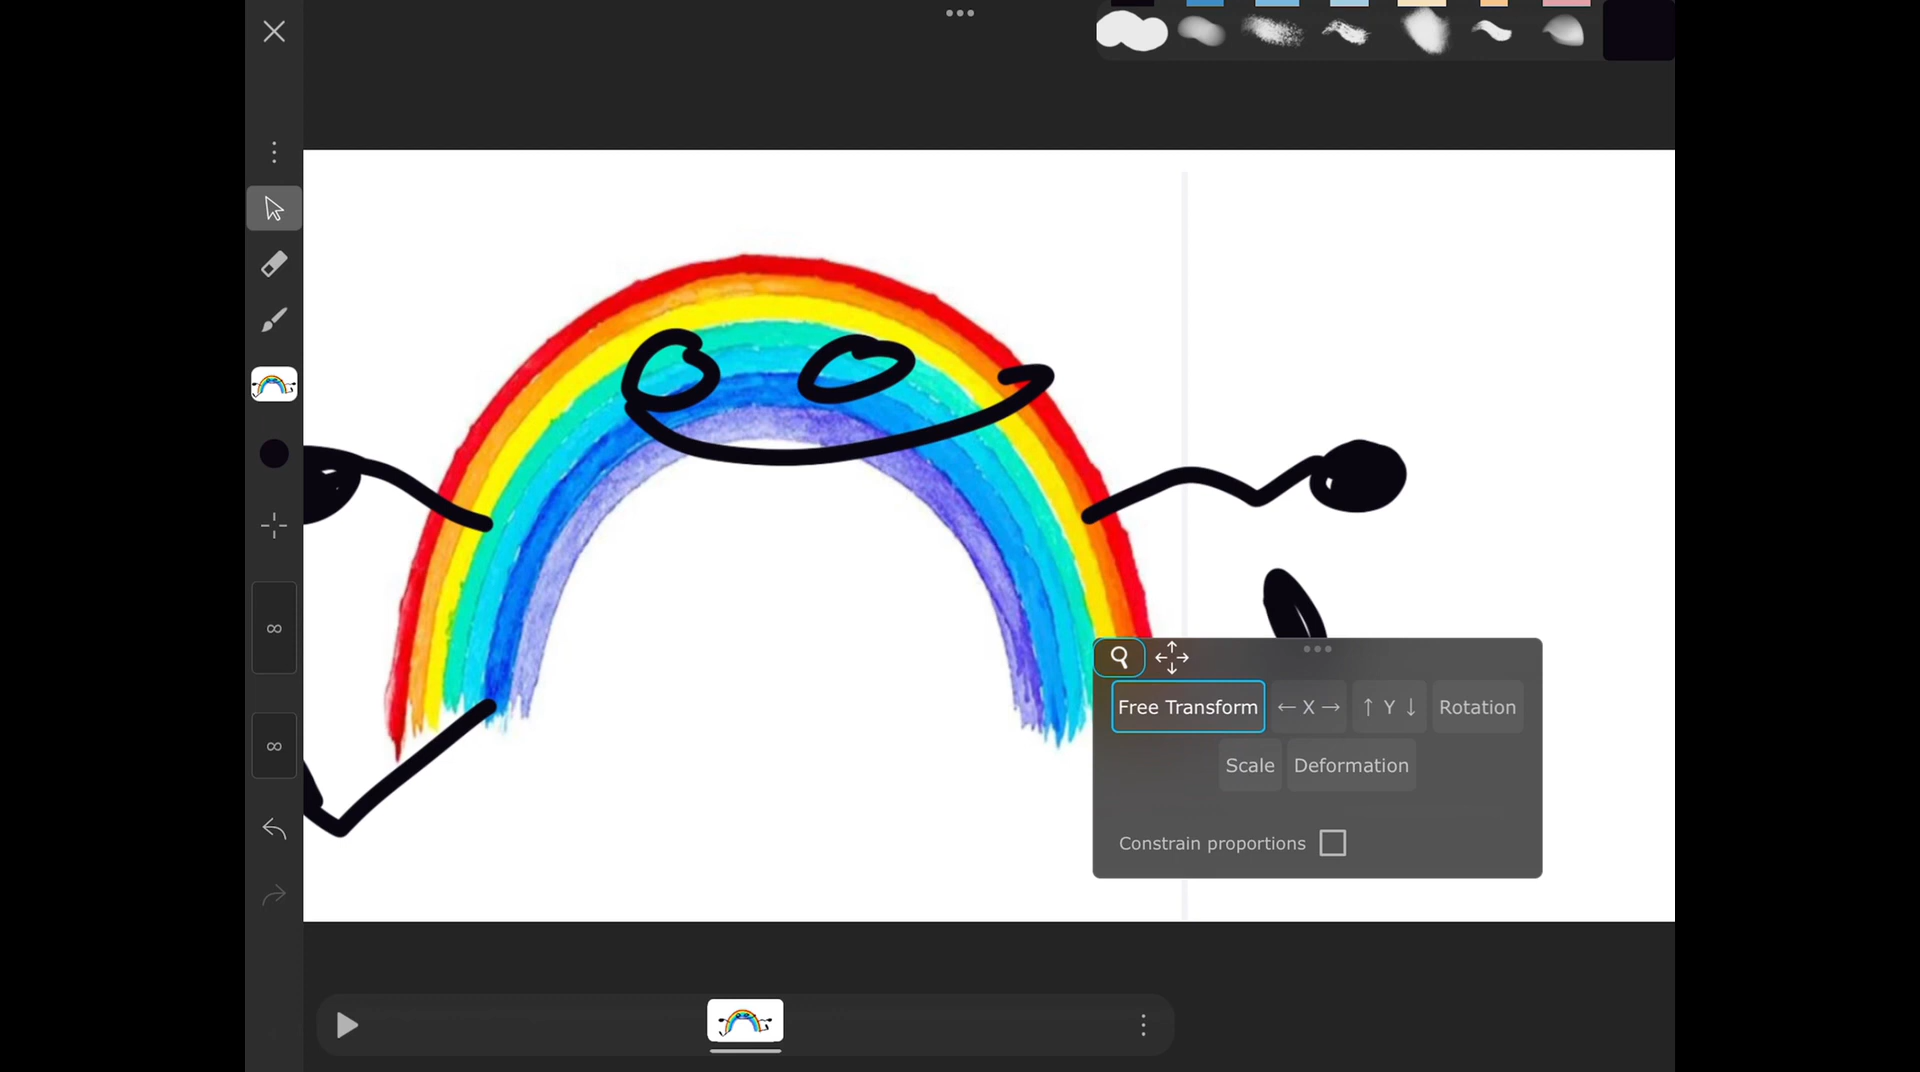 Free Transform ← X → ↑ Y ↓ Rotation
Scale Deformation
Constrain proportions
∞
∞